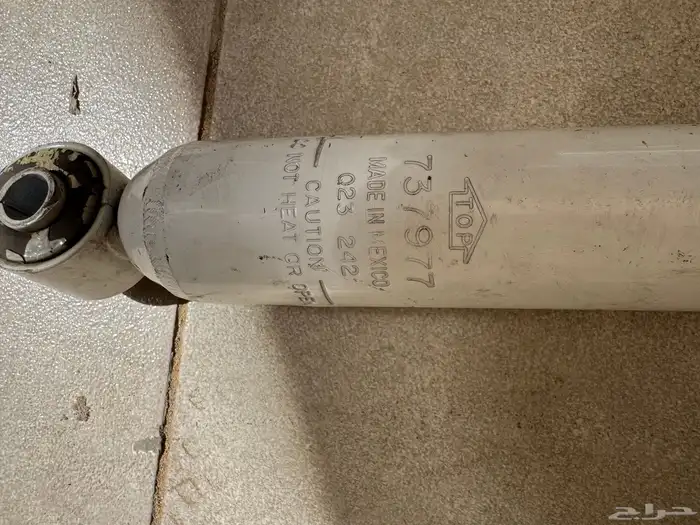 TOP
737977
MADE IN MEXICO
Q23 242
CAUTION
NOT HEAT OR OPEN
حراج